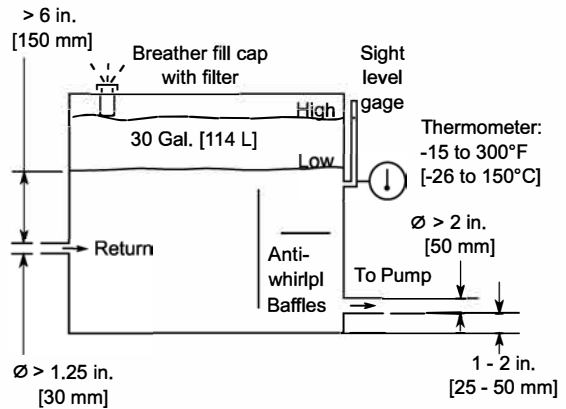 > 6 in.
[150 mm]
Breather fill cap
with filter
Sight
level
gage
High
30 Gal. [114 L]
Low
Thermometer:
-15 to 300°F
[-26 to 150°C]
Ø > 2 in.
[50 mm]
Return
Anti-
whirlpl
Baffles
To Pump
Ø > 1.25 in.
[30 mm]
1 - 2 in.
[25 - 50 mm]